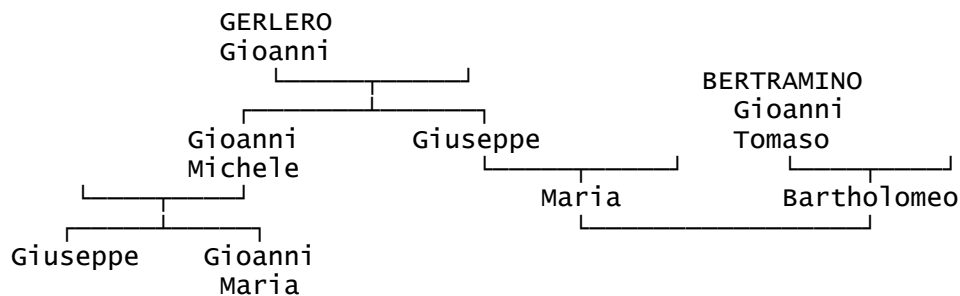 GERLERO
Gioanni
BERTRAMINO
Gioanni
Tomaso
Gioanni
Michele
Giuseppe
Maria
Bartholomeo
Giuseppe
Gioanni
Maria